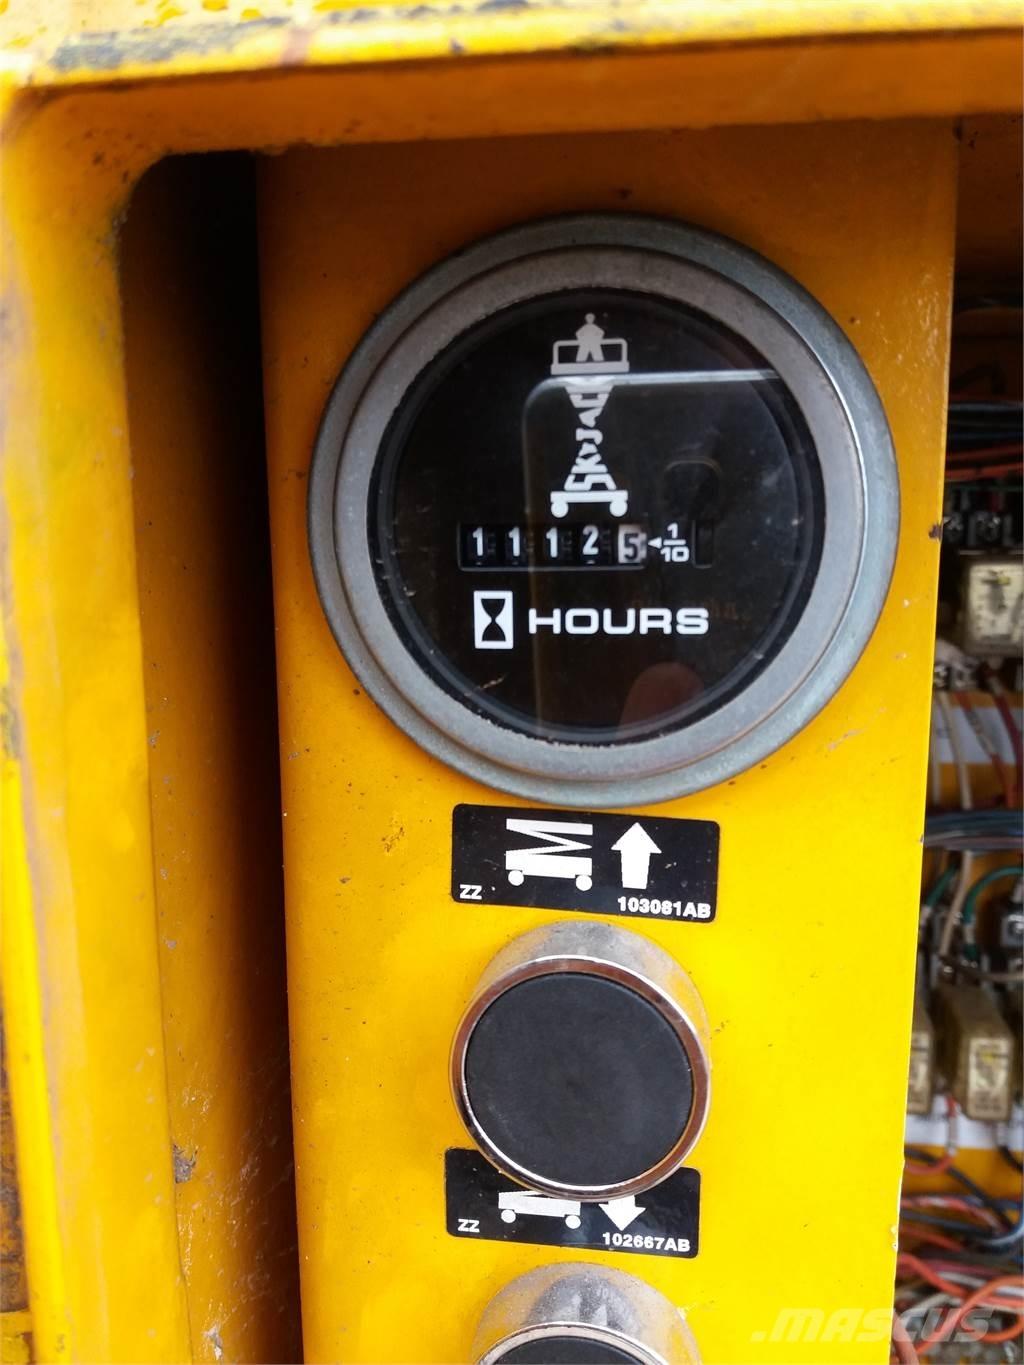 SKYJACK
1 1 1 2 5 1/10
HOURS
ZZ 103081AB
ZZ 102667AB
MASCUS